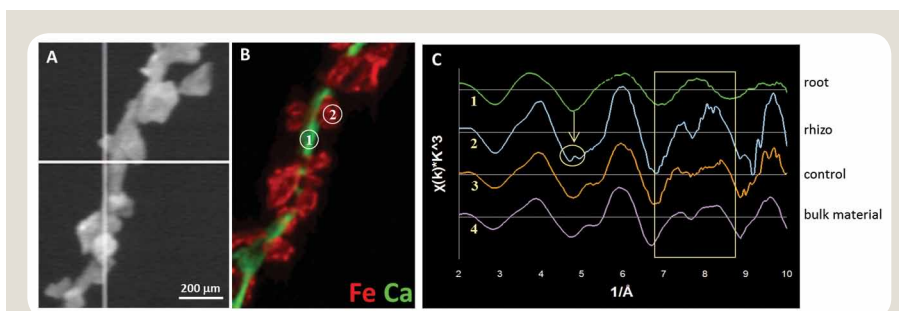 A
200 µm
B
1
2
Fe Ca
C
χ(k)*K^3
1
2
3
4
root
rhizo
control
bulk material
2 3 4 5 6 7 8 9 10
1/Å